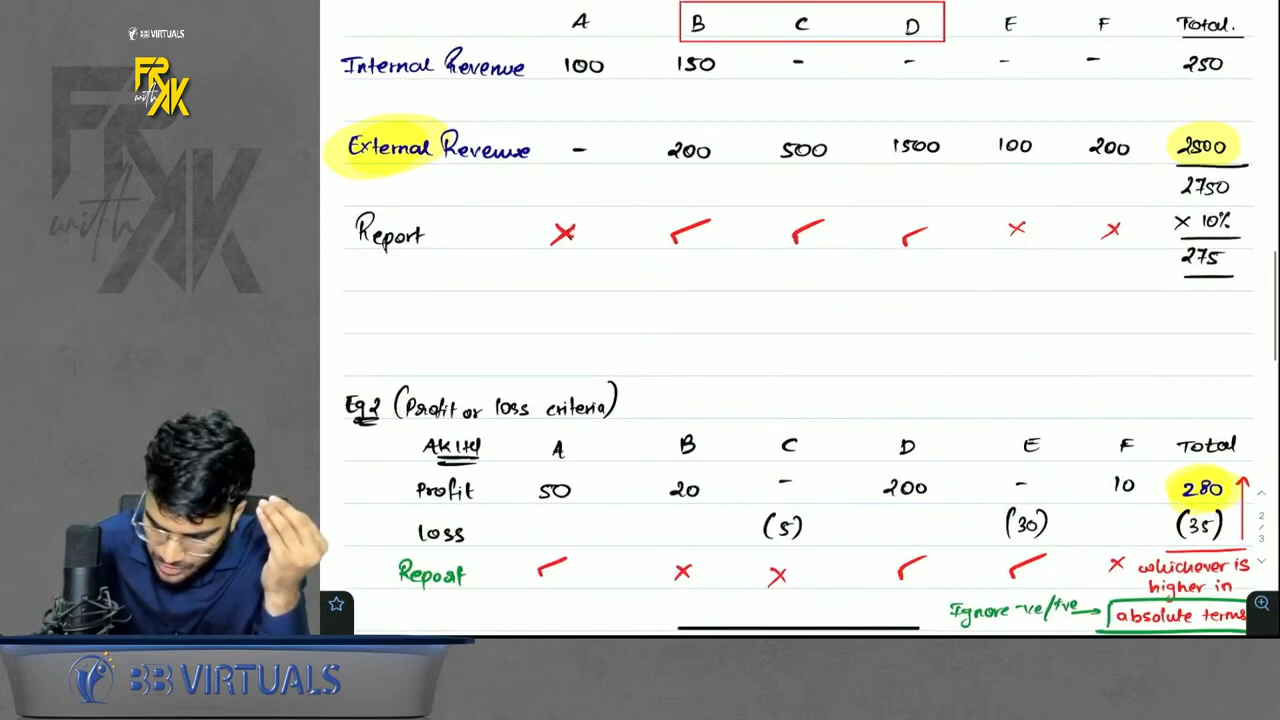 BB VIRTUALS
FR
with
AK
A B C D E F Total.
Internal Revenue 100 150 - - - - 250
External Revenue - 200 500 1500 100 200 2500
2750
Report × ✓ ✓ ✓ × × × 10%
275
Eg 2 (Profit or loss criteria)
AK ltd A B C D E F Total
Profit 50 20 - 200 - 10 280
loss (5) (30) (35)
Report ✓ × × ✓ ✓ × whichever is
higher in
Ignore -ve/+ve → absolute terms
2
/
3
BB VIRTUALS